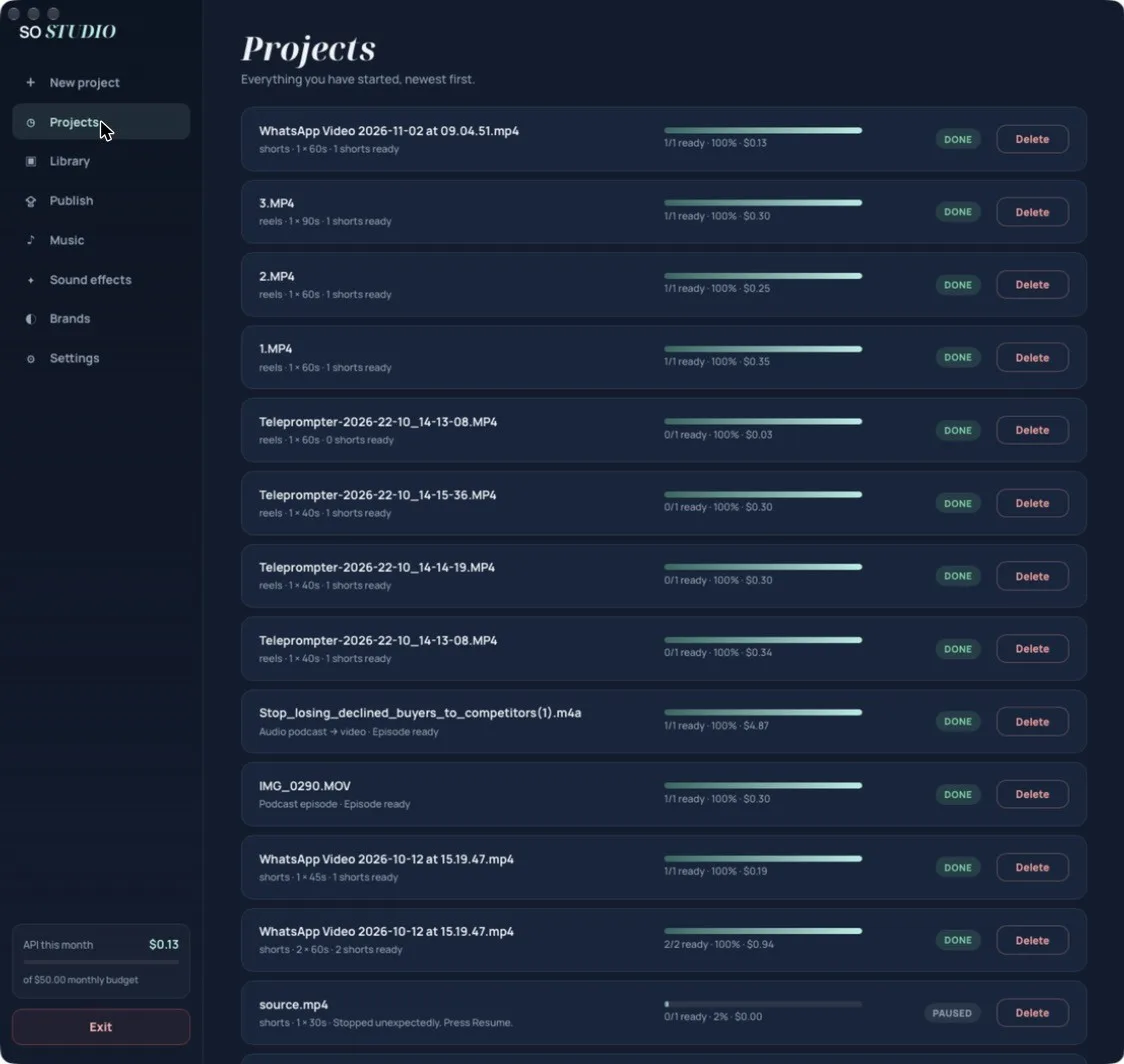 SO STUDIO
+ New project
Projects
Library
Publish
Music
Sound effects
Brands
Settings
API this month $0.13
of $50.00 monthly budget
Exit
Projects
Everything you have started, newest first.
WhatsApp Video 2026-11-02 at 09.04.51.mp4
shorts · 1 × 60s · 1 shorts ready
1/1 ready · 100% · $0.13
DONE
Delete
3.MP4
reels · 1 × 90s · 1 shorts ready
1/1 ready · 100% · $0.30
DONE
Delete
2.MP4
reels · 1 × 60s · 1 shorts ready
1/1 ready · 100% · $0.25
DONE
Delete
1.MP4
reels · 1 × 60s · 1 shorts ready
1/1 ready · 100% · $0.35
DONE
Delete
Teleprompter-2026-22-10_14-13-08.MP4
reels · 1 × 60s · 0 shorts ready
0/1 ready · 100% · $0.03
DONE
Delete
Teleprompter-2026-22-10_14-15-36.MP4
reels · 1 × 40s · 1 shorts ready
0/1 ready · 100% · $0.30
DONE
Delete
Teleprompter-2026-22-10_14-14-19.MP4
reels · 1 × 40s · 1 shorts ready
0/1 ready · 100% · $0.30
DONE
Delete
Teleprompter-2026-22-10_14-13-08.MP4
reels · 1 × 40s · 1 shorts ready
0/1 ready · 100% · $0.34
DONE
Delete
Stop_losing_declined_buyers_to_competitors(1).m4a
Audio podcast → video · Episode ready
1/1 ready · 100% · $4.87
DONE
Delete
IMG_0290.MOV
Podcast episode · Episode ready
1/1 ready · 100% · $0.30
DONE
Delete
WhatsApp Video 2026-10-12 at 15.19.47.mp4
shorts · 1 × 45s · 1 shorts ready
1/1 ready · 100% · $0.19
DONE
Delete
WhatsApp Video 2026-10-12 at 15.19.47.mp4
shorts · 2 × 60s · 2 shorts ready
2/2 ready · 100% · $0.94
DONE
Delete
source.mp4
shorts · 1 × 30s · Stopped unexpectedly. Press Resume.
0/1 ready · 2% · $0.00
PAUSED
Delete